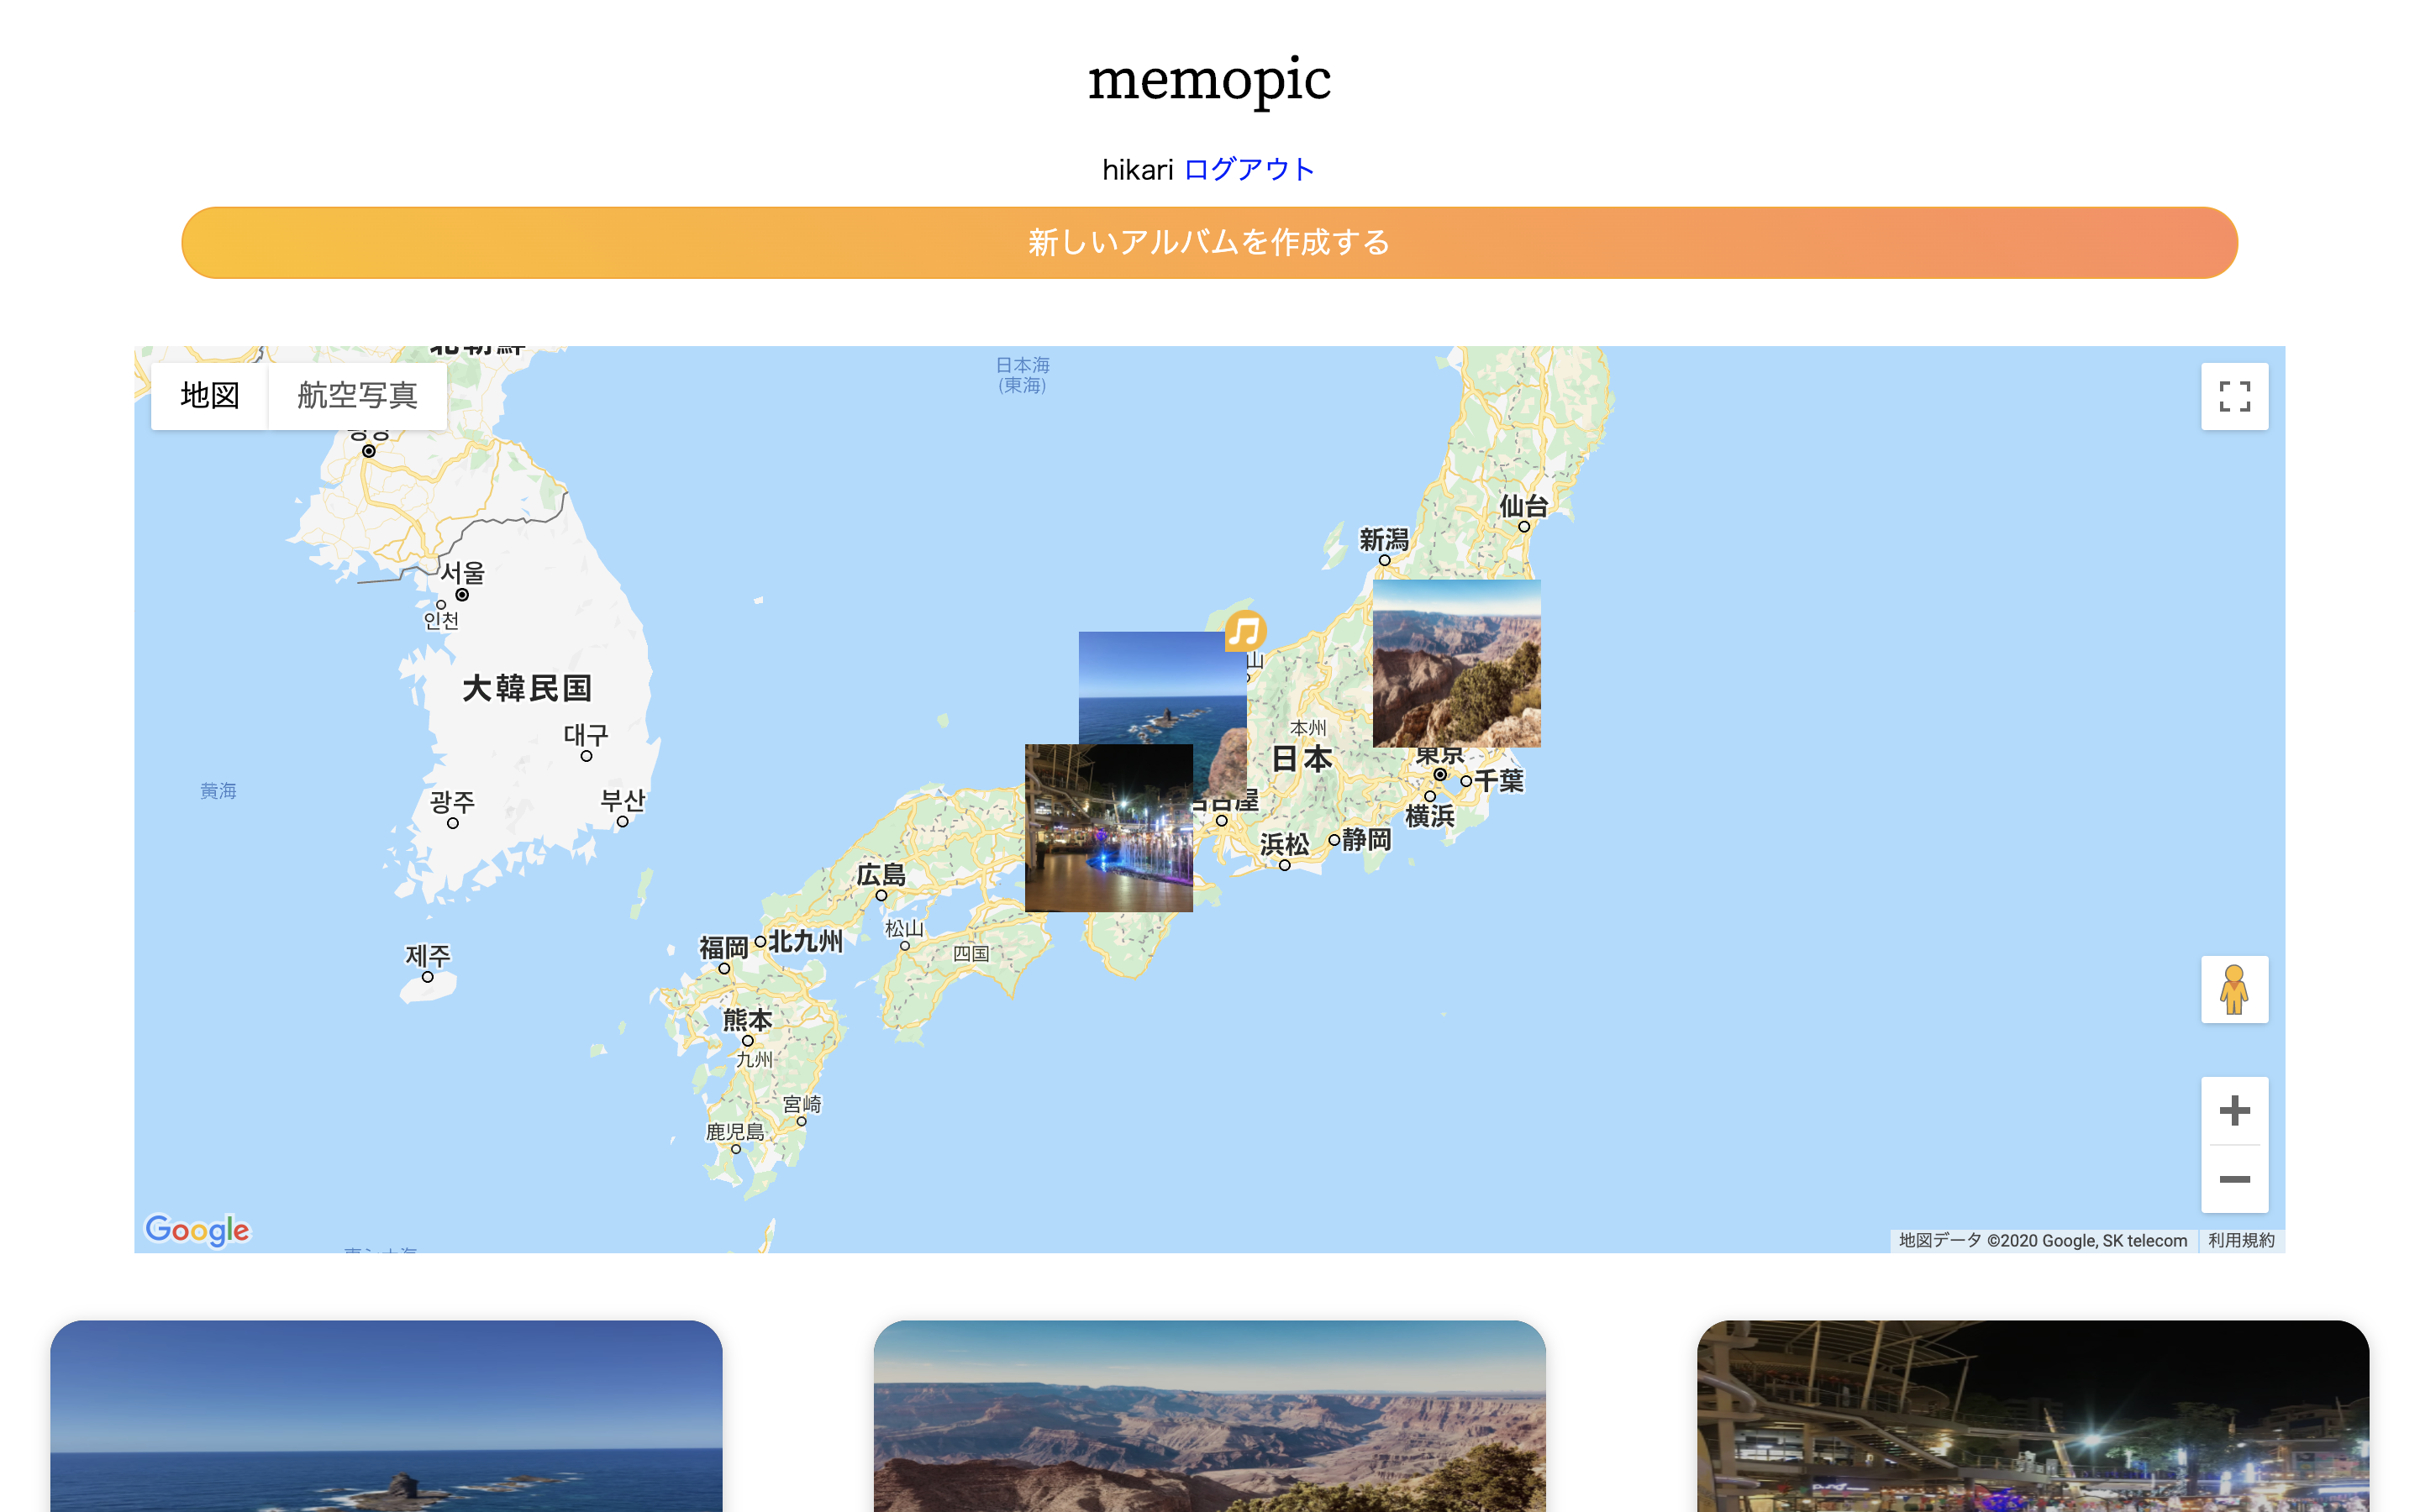 memopic
hikari ログアウト
新しいアルバムを作成する
地図 航空写真
日本海
(東海)
仙台
新潟
서울
인천
山
大韓民国
本州
日本
대구
東京
千葉
黄海
광주
부산
横浜
浜松
静岡
広島
松山
四国
福岡
北九州
제주
熊本
九州
宮崎
鹿児島
Google
地図データ ©2020 Google, SK telecom 利用規約